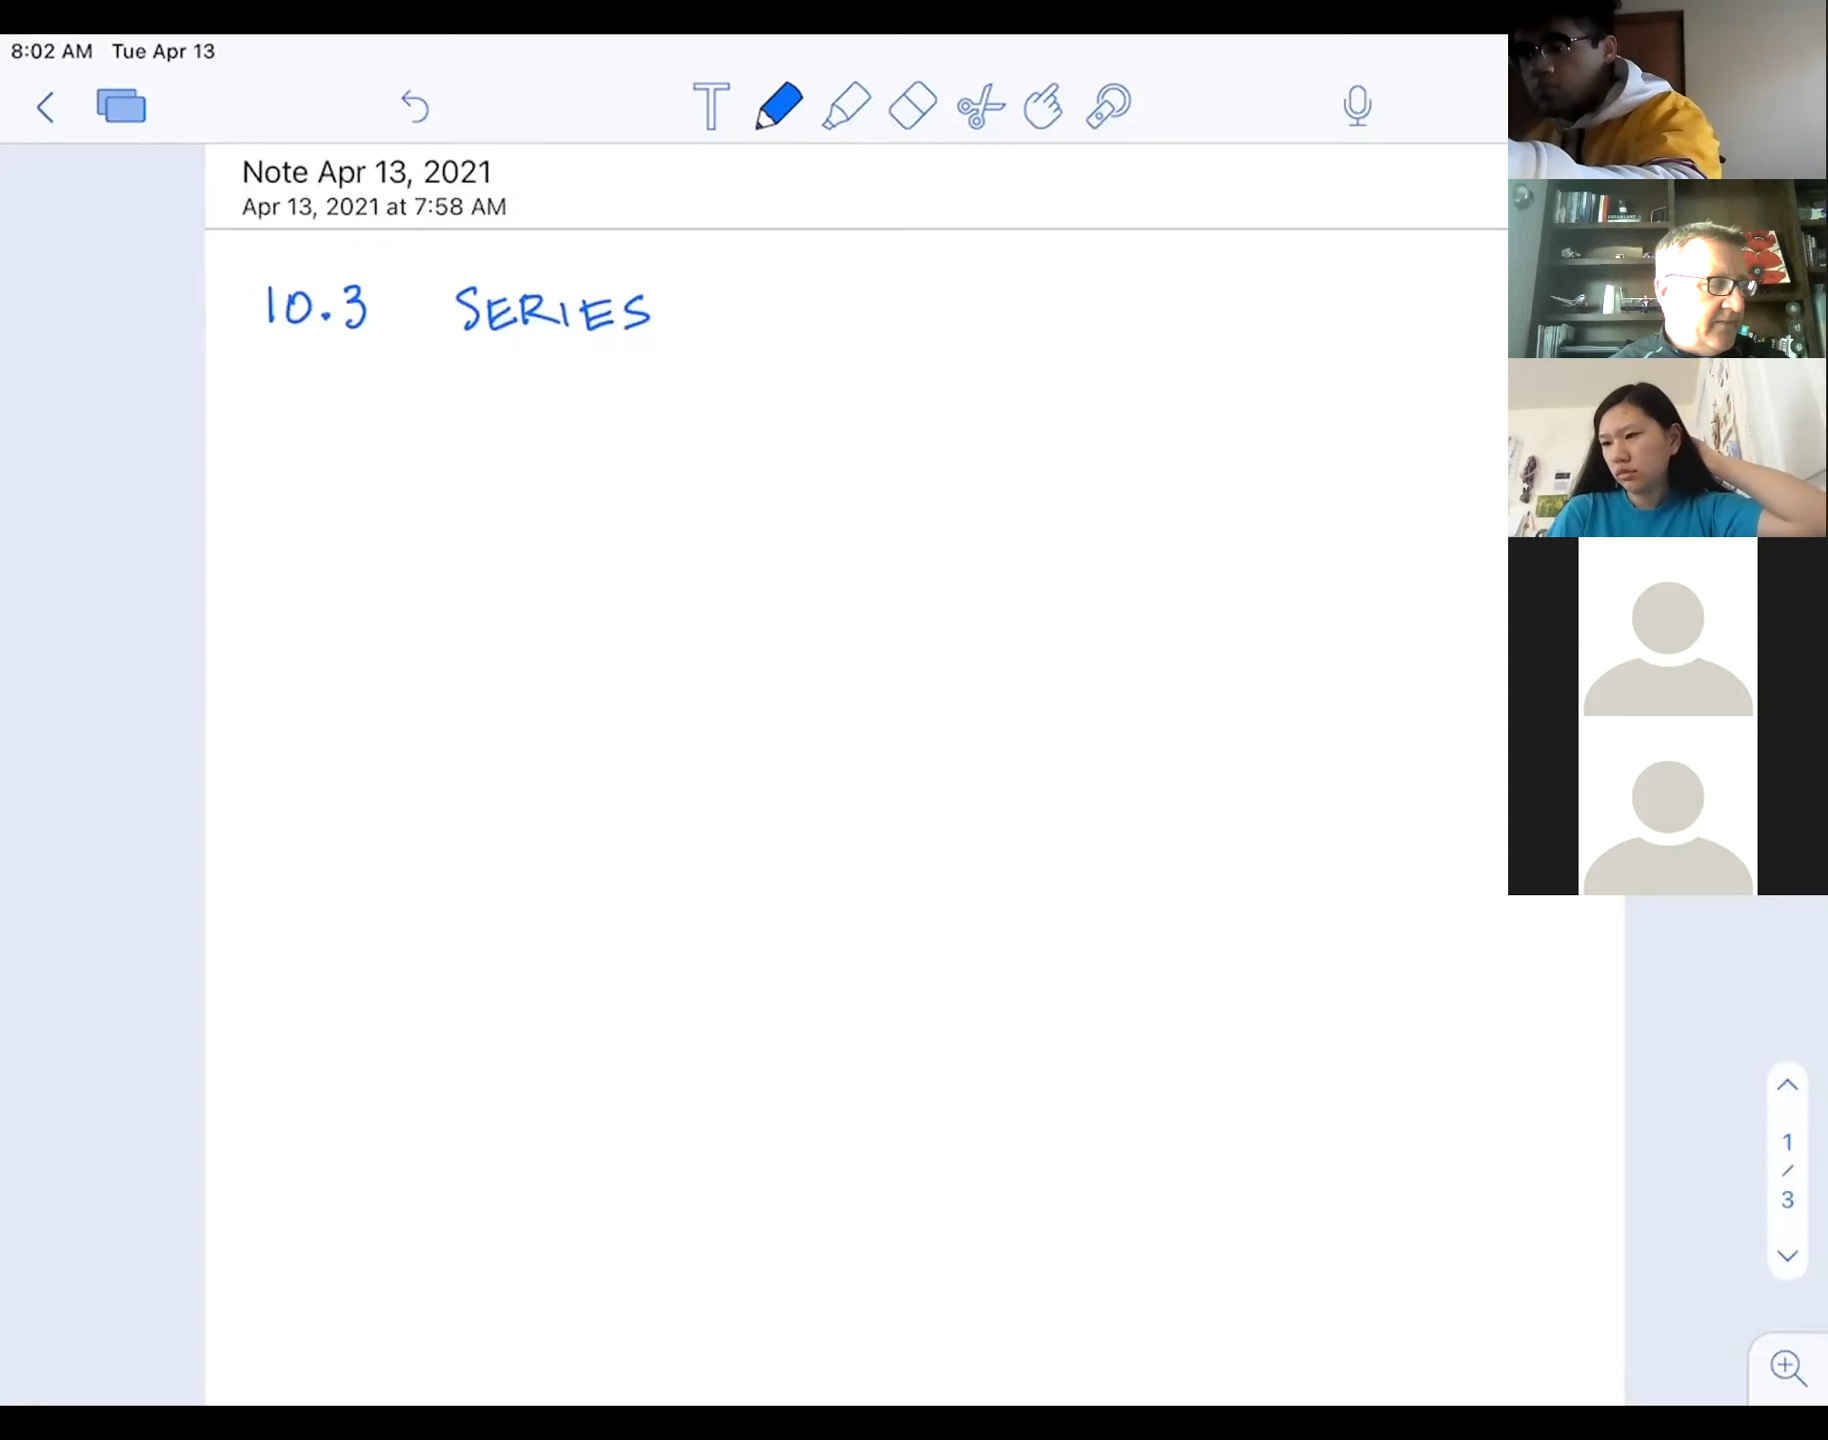 8:02 AM Tue Apr 13
Note Apr 13, 2021
Apr 13, 2021 at 7:58 AM
10.3 SERIES
1
/
3